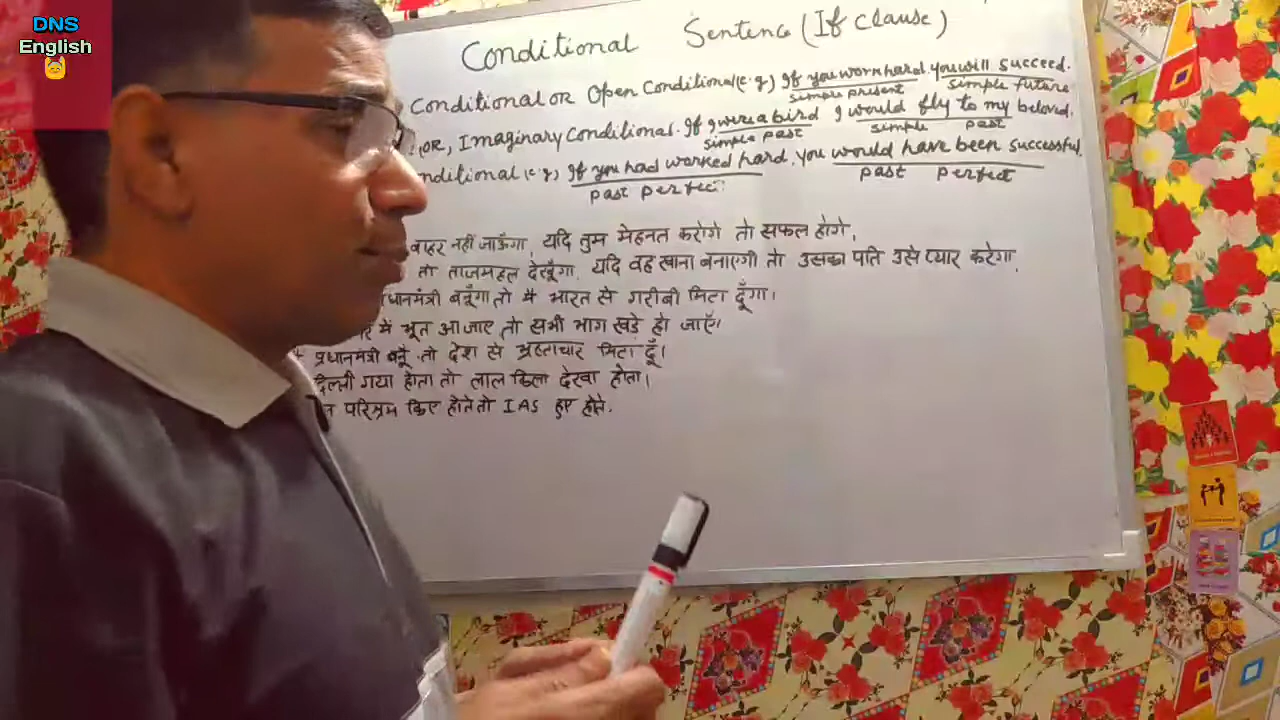 DNS
English
Conditional Sentence (If clause)
Conditional OR Open Conditional (e.g) If you work hard you will succeed.
simple present simple future
OR, Imaginary Conditional. If I were a bird I would fly to my beloved.
simple past simple past
nditional (e g) If you had worked hard, you would have been successful.
past perfect past perfect
बाहर नहीं जाऊँगा, यदि तुम मेहनत करोगे तो सफल होगे,
तो ताजमहल देखूँगा, यदि वह खाना बनाएगी तो उसका पति उसे प्यार करेगा,
प्रधानमंत्री बनूँगा तो मैं भारत से गरीबी मिटा दूँगा।
में भूत आ जाए तो सभी भाग खड़े हो जाएँ।
प्रधानमंत्री बनूँ तो देश से भ्रष्टाचार मिटा दूँ।
दिल्ली गया होता तो लाल किला देखा होता।
परिश्रम किए होते तो IAS हुए होते.